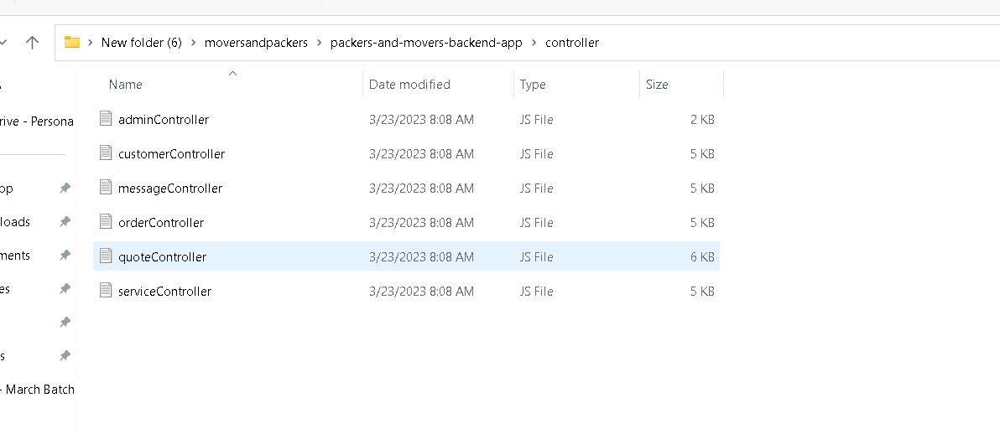 New folder (6) > moversandpackers > packers-and-movers-backend-app > controller
Name Date modified Type Size
adminController 3/23/2023 8:08 AM JS File 2 KB
rive - Persona
customerController 3/23/2023 8:08 AM JS File 5 KB
op
messageController 3/23/2023 8:08 AM JS File 5 KB
loads
orderController 3/23/2023 8:08 AM JS File 5 KB
ments
quoteController 3/23/2023 8:08 AM JS File 6 KB
es
serviceController 3/23/2023 8:08 AM JS File 5 KB
s
- March Batch